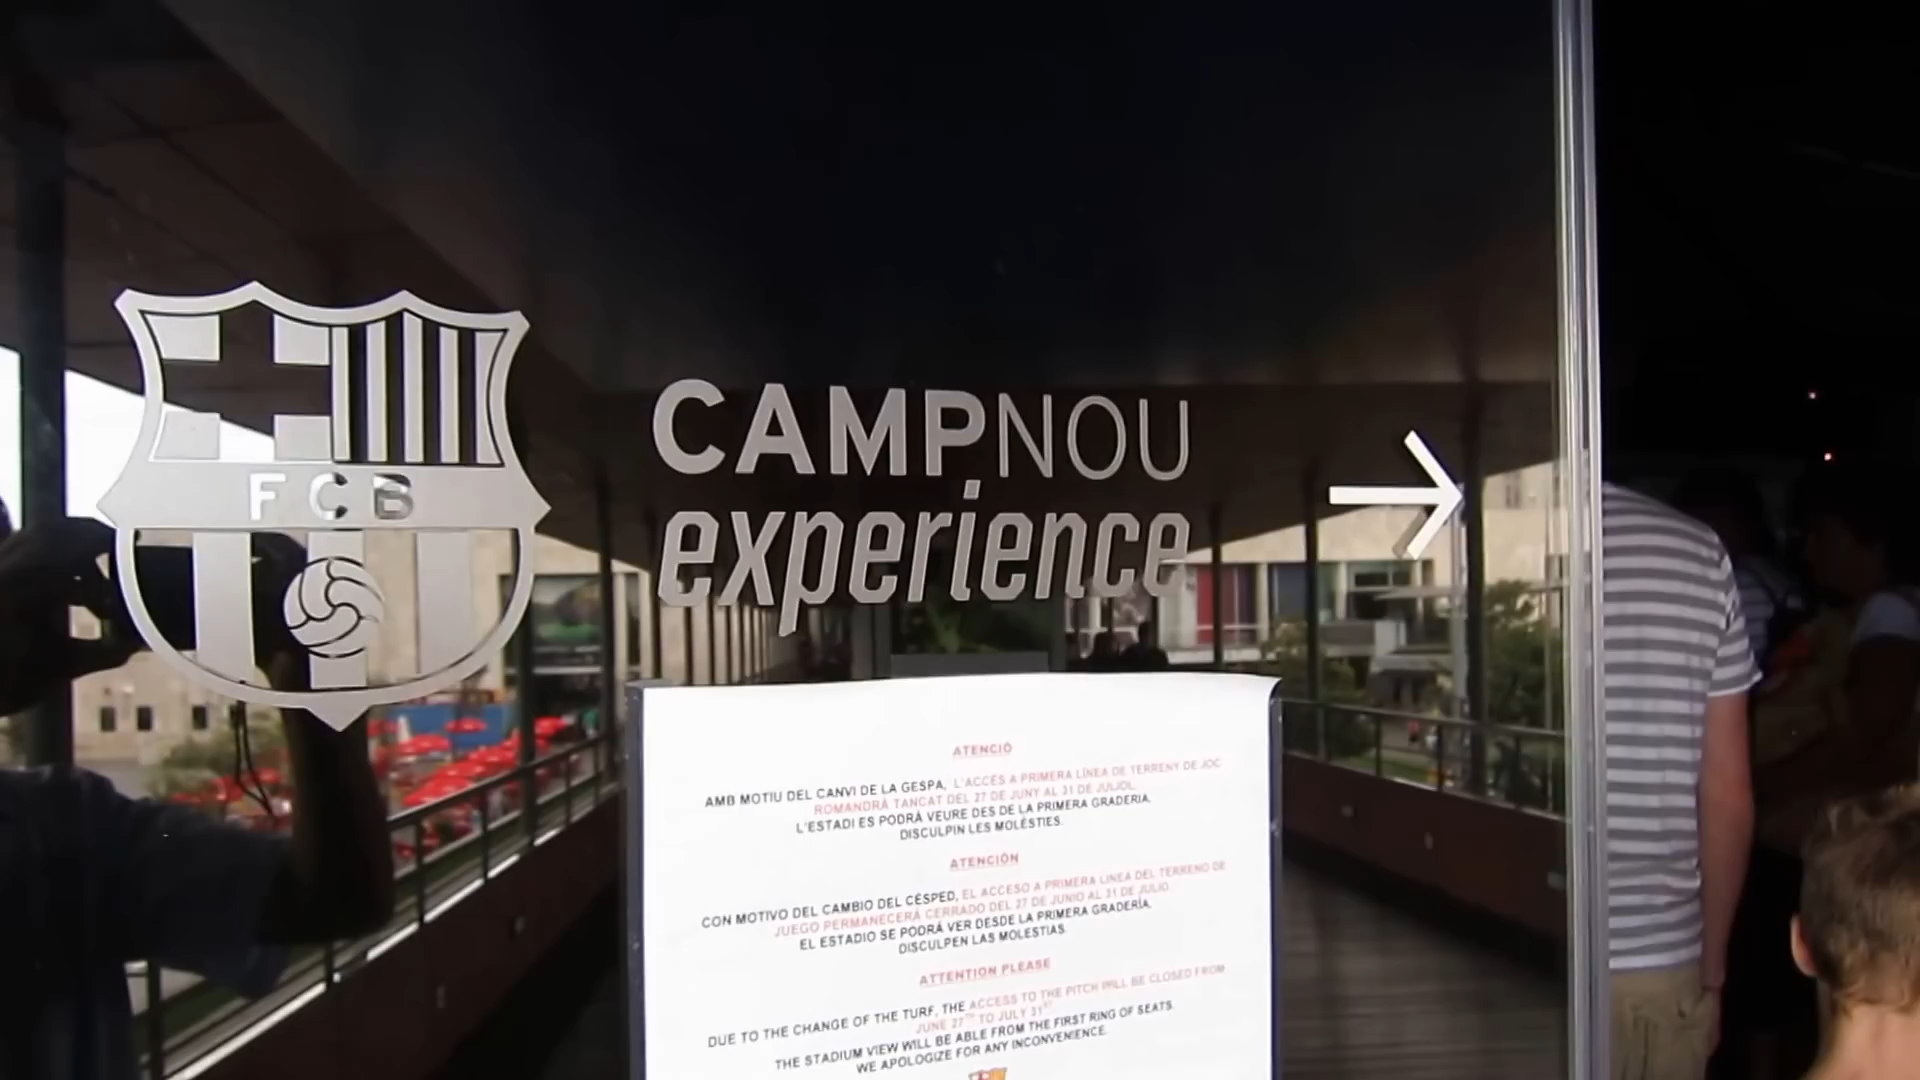 FCB
CAMPNOU
experience
ATENCIÓ
AMB MOTIU DEL CANVI DE LA GESPA, L'ACCÉS A PRIMERA LÍNEA DE TERRENY DE JOC
ROMANDRÀ TANCAT DEL 27 DE JUNY AL 31 DE JULIOL.
L'ESTADI ES PODRÀ VEURE DES DE LA PRIMERA GRADERIA.
DISCULPIN LES MOLÈSTIES.
ATENCIÓN
CON MOTIVO DEL CAMBIO DEL CÉSPED, EL ACCESO A PRIMERA LINEA DEL TERRENO DE
JUEGO PERMANECERÁ CERRADO DEL 27 DE JUNIO AL 31 DE JULIO.
EL ESTADIO SE PODRÁ VER DESDE LA PRIMERA GRADERÍA.
DISCULPEN LAS MOLESTIAS.
ATTENTION PLEASE
DUE TO THE CHANGE OF THE TURF, THE ACCESS TO THE PITCH WILL BE CLOSED FROM
JUNE 27TH TO JULY 31ST
THE STADIUM VIEW WILL BE ABLE FROM THE FIRST RING OF SEATS.
WE APOLOGIZE FOR ANY INCONVENIENCE.